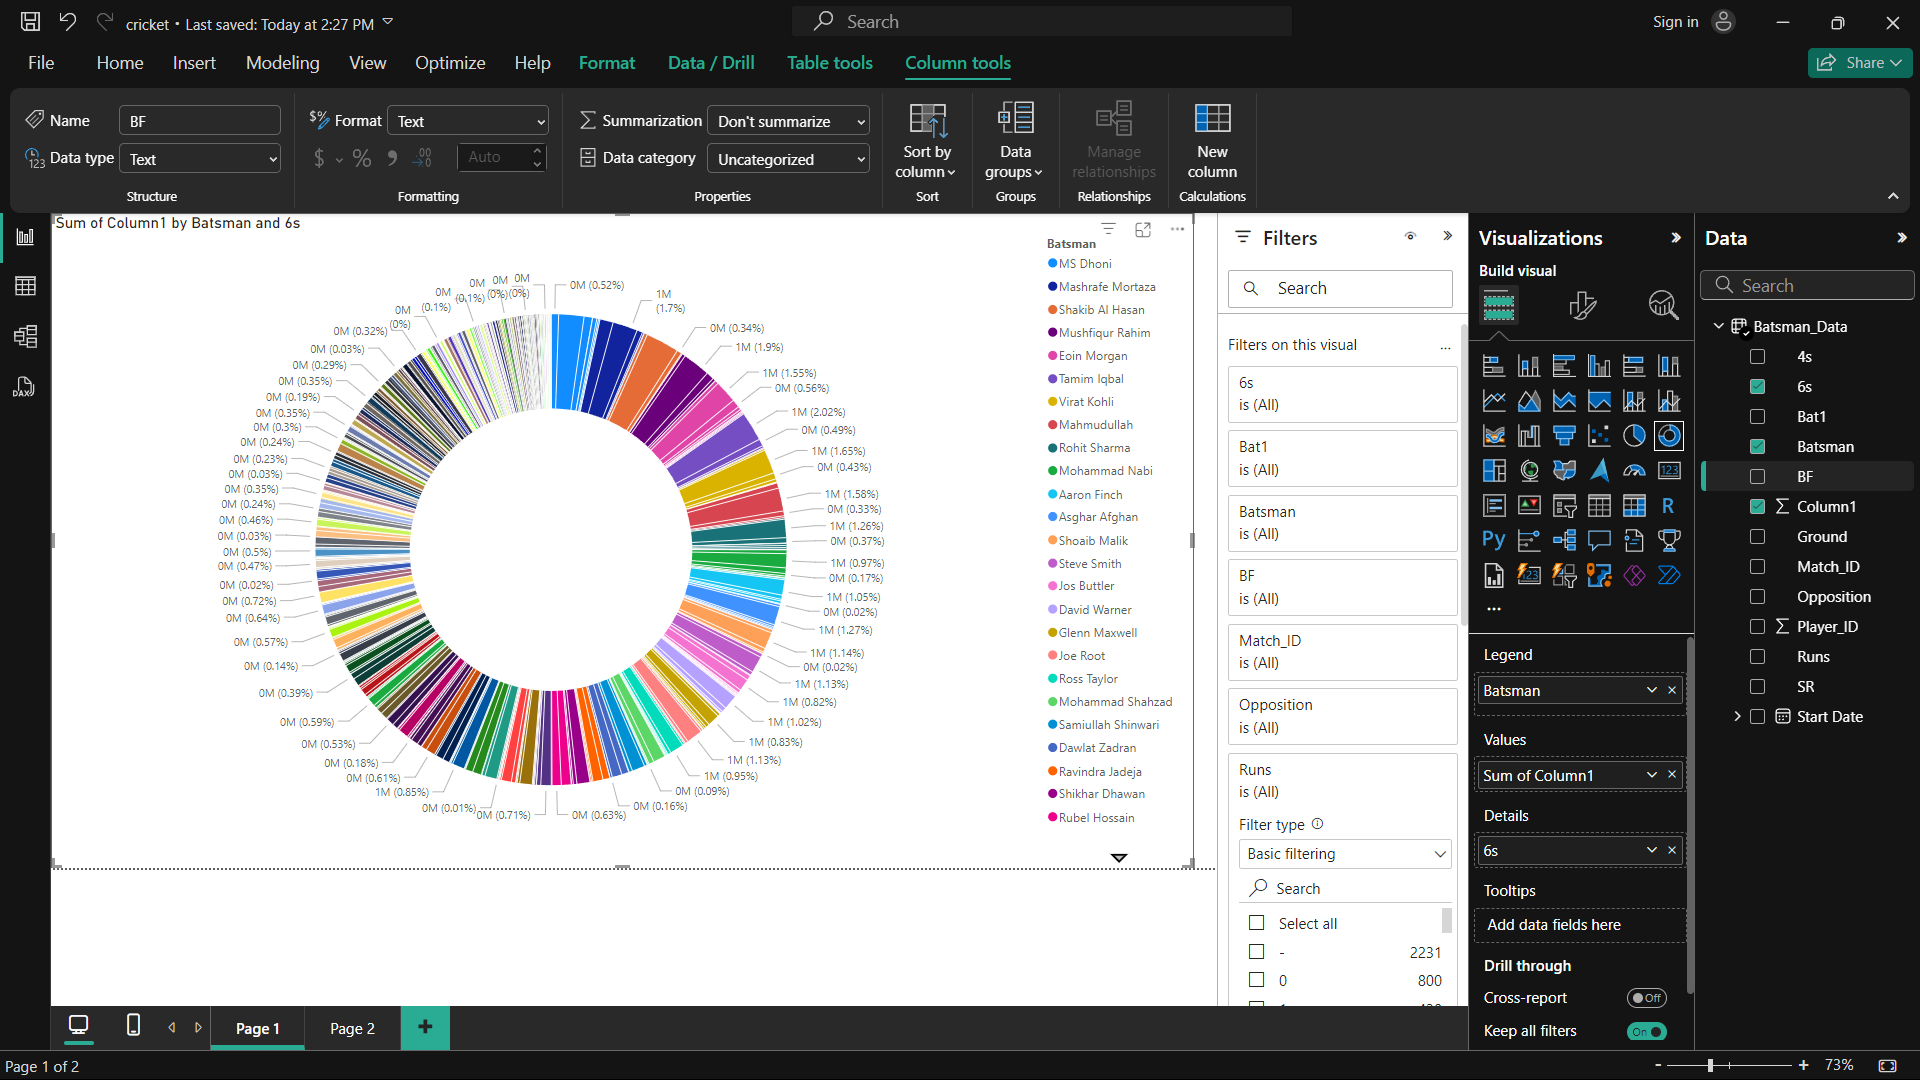 cricket • Last saved: Today at 2:27 PM
Search
Sign in
File
Home
Insert
Modeling
View
Optimize
Help
Format
Data / Drill
Table tools
Column tools
Share
Name
BF
Data type
Text
Structure
Format
Text
$
%
Auto
Formatting
Summarization
Don't summarize
Data category
Uncategorized
Properties
Sort by
column
Sort
Data
groups
Groups
Manage
relationships
Relationships
New
column
Calculations
Sum of Column1 by Batsman and 6s
0M (0.52%)
1M
(1.7%)
0M (0.34%)
1M (1.9%)
1M (1.55%)
0M (0.56%)
1M (2.02%)
0M (0.49%)
1M (1.65%)
0M (0.43%)
1M (1.58%)
0M (0.33%)
1M (1.26%)
0M (0.37%)
1M (0.97%)
0M (0.17%)
1M (1.05%)
0M (0.02%)
1M (1.27%)
1M (1.14%)
0M (0.02%)
1M (1.13%)
1M (0.82%)
1M (1.02%)
1M (0.83%)
1M (1.13%)
1M (0.95%)
0M (0.09%)
0M (0.16%)
0M (0.63%)
0M (0.71%)
0M (0.01%)
1M (0.85%)
0M (0.61%)
0M (0.18%)
0M (0.53%)
0M (0.59%)
0M (0.39%)
0M (0.14%)
0M (0.57%)
0M (0.64%)
0M (0.72%)
0M (0.02%)
0M (0.47%)
0M (0.5%)
0M (0.03%)
0M (0.46%)
0M (0.24%)
0M (0.35%)
0M (0.03%)
0M (0.23%)
0M (0.24%)
0M (0.3%)
0M (0.35%)
0M (0.19%)
0M (0.35%)
0M (0.29%)
0M (0.03%)
0M (0.32%)
0M
(0%)
0M
(0.1%)
0M
(0.1%)
0M
(0%)
0M
(0%)
Batsman
MS Dhoni
Mashrafe Mortaza
Shakib Al Hasan
Mushfiqur Rahim
Eoin Morgan
Tamim Iqbal
Virat Kohli
Mahmudullah
Rohit Sharma
Mohammad Nabi
Aaron Finch
Asghar Afghan
Shoaib Malik
Steve Smith
Jos Buttler
David Warner
Glenn Maxwell
Joe Root
Ross Taylor
Mohammad Shahzad
Samiullah Shinwari
Dawlat Zadran
Ravindra Jadeja
Shikhar Dhawan
Rubel Hossain
Filters
Search
Filters on this visual
6s
is (All)
Bat1
is (All)
Batsman
is (All)
BF
is (All)
Match_ID
is (All)
Opposition
is (All)
Runs
is (All)
Filter type
Basic filtering
Search
Select all
- 2231
0 800
Visualizations
Build visual
123
R
Py
123
Legend
Batsman
Values
Sum of Column1
Details
6s
Tooltips
Add data fields here
Drill through
Cross-report
Off
Keep all filters
On
Data
Search
Batsman_Data
4s
6s
Bat1
Batsman
BF
Column1
Ground
Match_ID
Opposition
Player_ID
Runs
SR
Start Date
DAX
Page 1
Page 2
+
Page 1 of 2
- + 73%